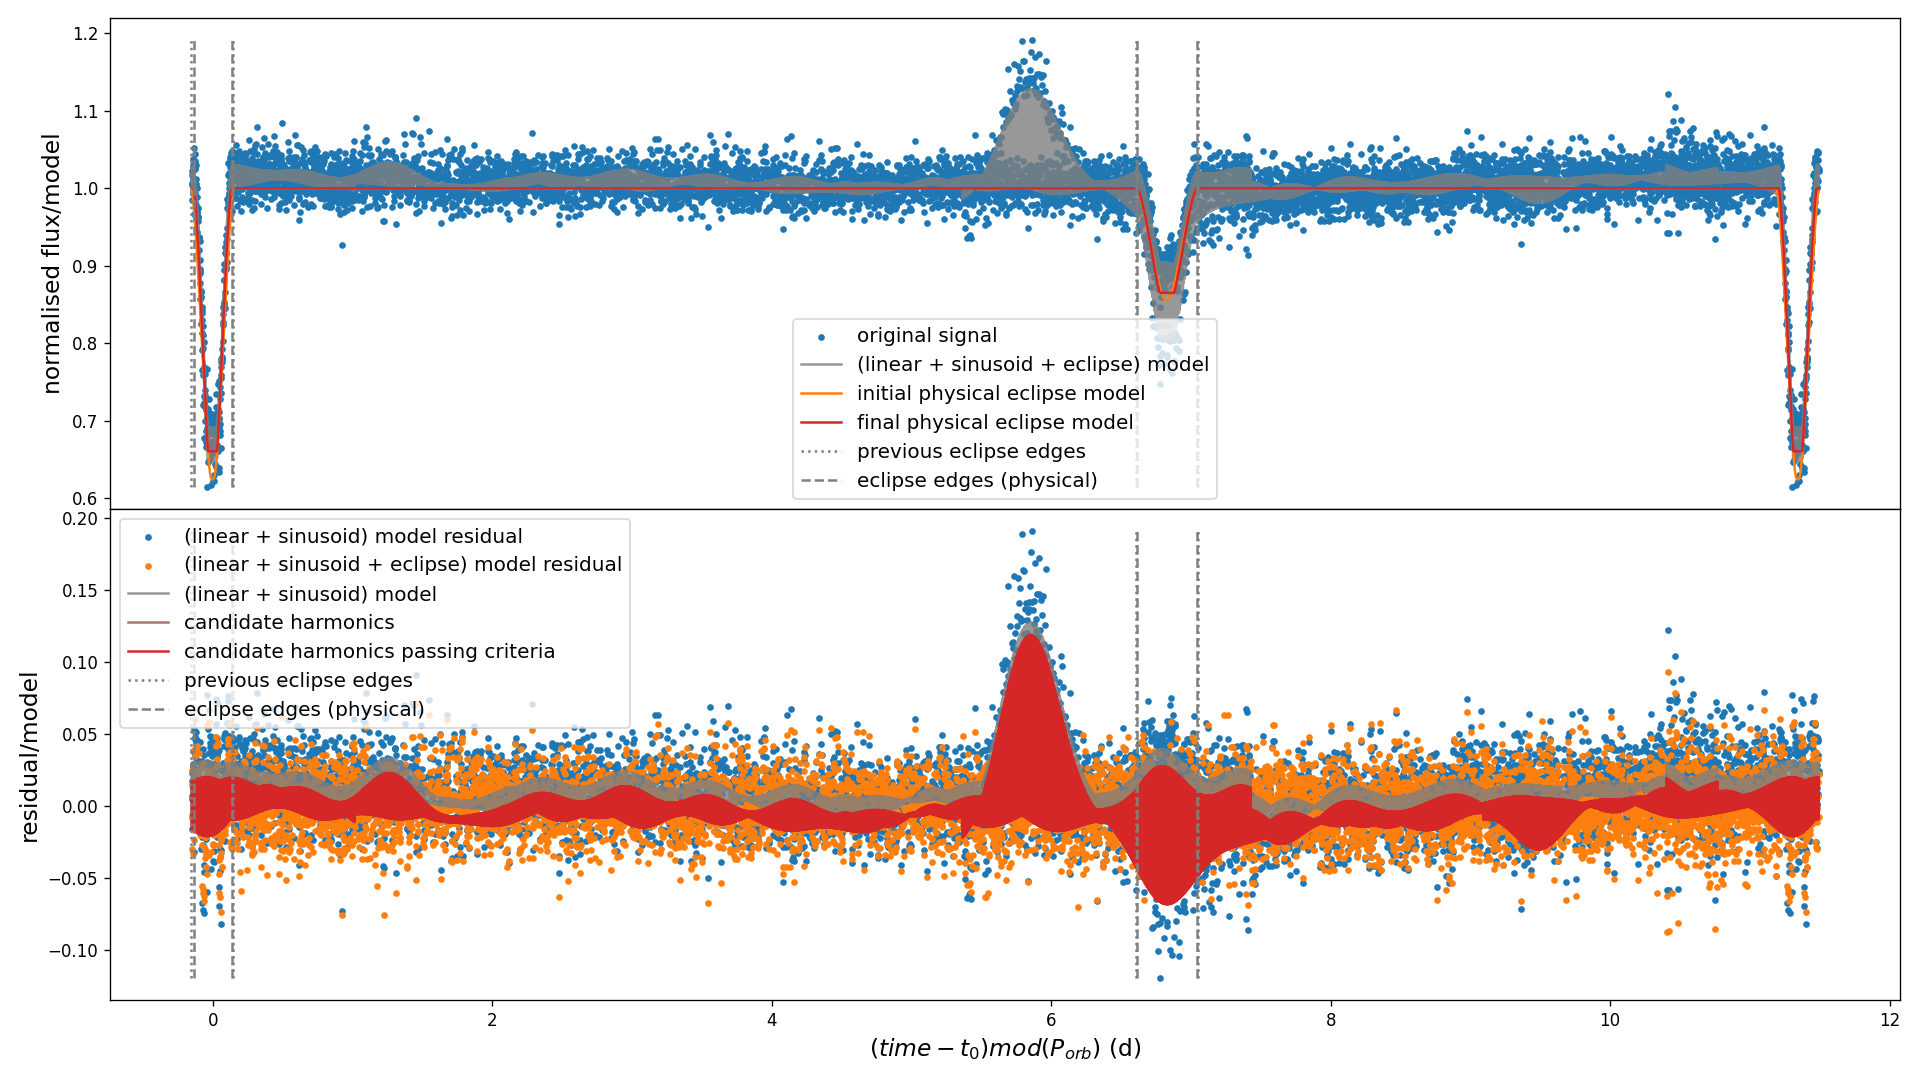 normalised flux/model
1.2
1.1
1.0
0.9
0.8
0.7
0.6
original signal
(linear + sinusoid + eclipse) model
initial physical eclipse model
final physical eclipse model
previous eclipse edges
eclipse edges (physical)
residual/model
0.20
0.15
0.10
0.05
0.00
−0.05
−0.10
(linear + sinusoid) model residual
(linear + sinusoid + eclipse) model residual
(linear + sinusoid) model
candidate harmonics
candidate harmonics passing criteria
previous eclipse edges
eclipse edges (physical)
0 2 4 6 8 10 12
(time − t₀)mod(P_orb) (d)